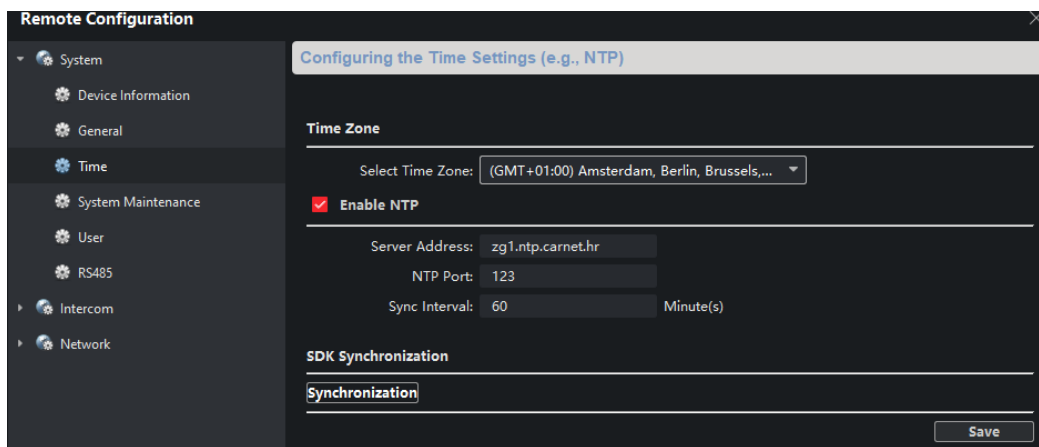 Remote Configuration
System
Device Information
General
Time
System Maintenance
User
RS485
Intercom
Network
Configuring the Time Settings (e.g., NTP)
Time Zone
Select Time Zone: (GMT+01:00) Amsterdam, Berlin, Brussels,...
Enable NTP
Server Address: zg1.ntp.carnet.hr
NTP Port: 123
Sync Interval: 60 Minute(s)
SDK Synchronization
Synchronization
Save